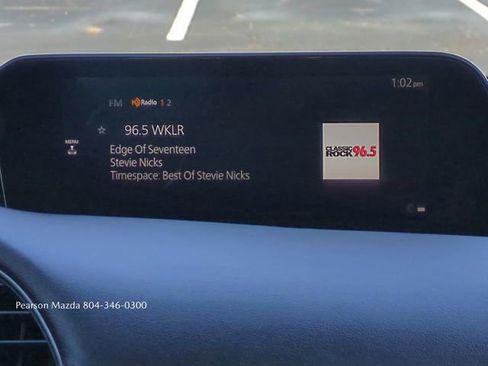 1:02pm
FM HD Radio 1 2
96.5 WKLR
MENU
Edge Of Seventeen
Stevie Nicks
Timespace: Best Of Stevie Nicks
CLASSIC
ROCK 96.5
Pearson Mazda 804-346-0300